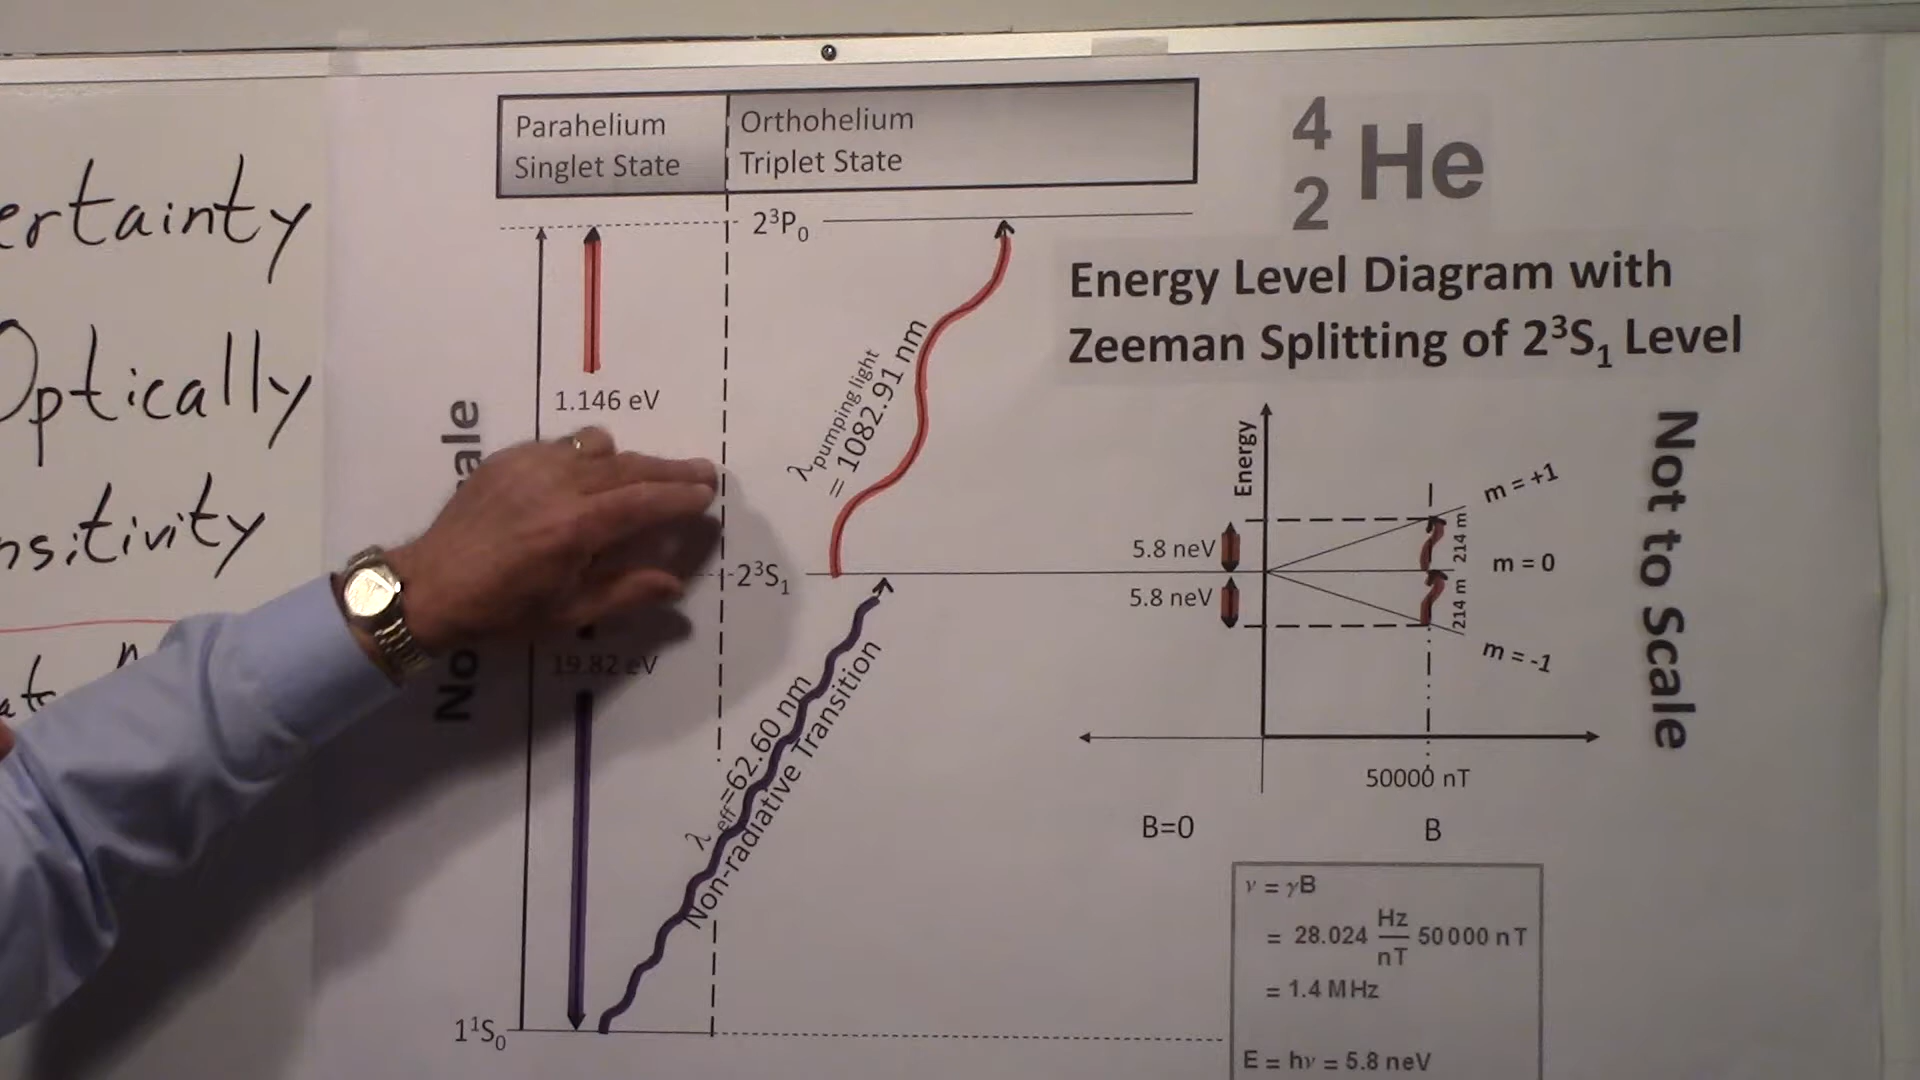 ertainty
Optically
nsitivity
Parahelium
Singlet State
Orthohelium
Triplet State
2³P₀
1.146 eV
λpumping light
= 1082.91 nm
2³S₁
19.82 eV
λeff=62.60 nm
Non-radiative Transition
1¹S₀
⁴₂He
Energy Level Diagram with
Zeeman Splitting of 2³S₁ Level
Energy
5.8 neV
5.8 neV
214 m
214 m
m = +1
m = 0
m = -1
50000 nT
B=0
B
Not to Scale
ν = γB
= 28.024 Hz/nT 50000 nT
= 1.4 MHz
E = hν = 5.8 neV